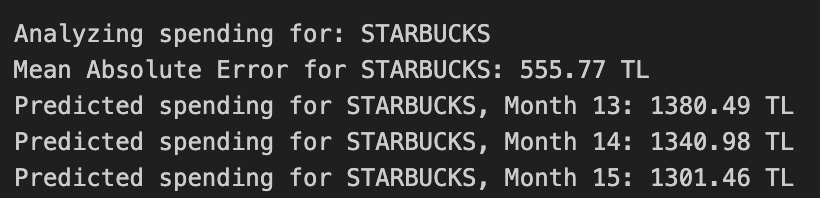 Analyzing spending for: STARBUCKS
Mean Absolute Error for STARBUCKS: 555.77 TL
Predicted spending for STARBUCKS, Month 13: 1380.49 TL
Predicted spending for STARBUCKS, Month 14: 1340.98 TL
Predicted spending for STARBUCKS, Month 15: 1301.46 TL